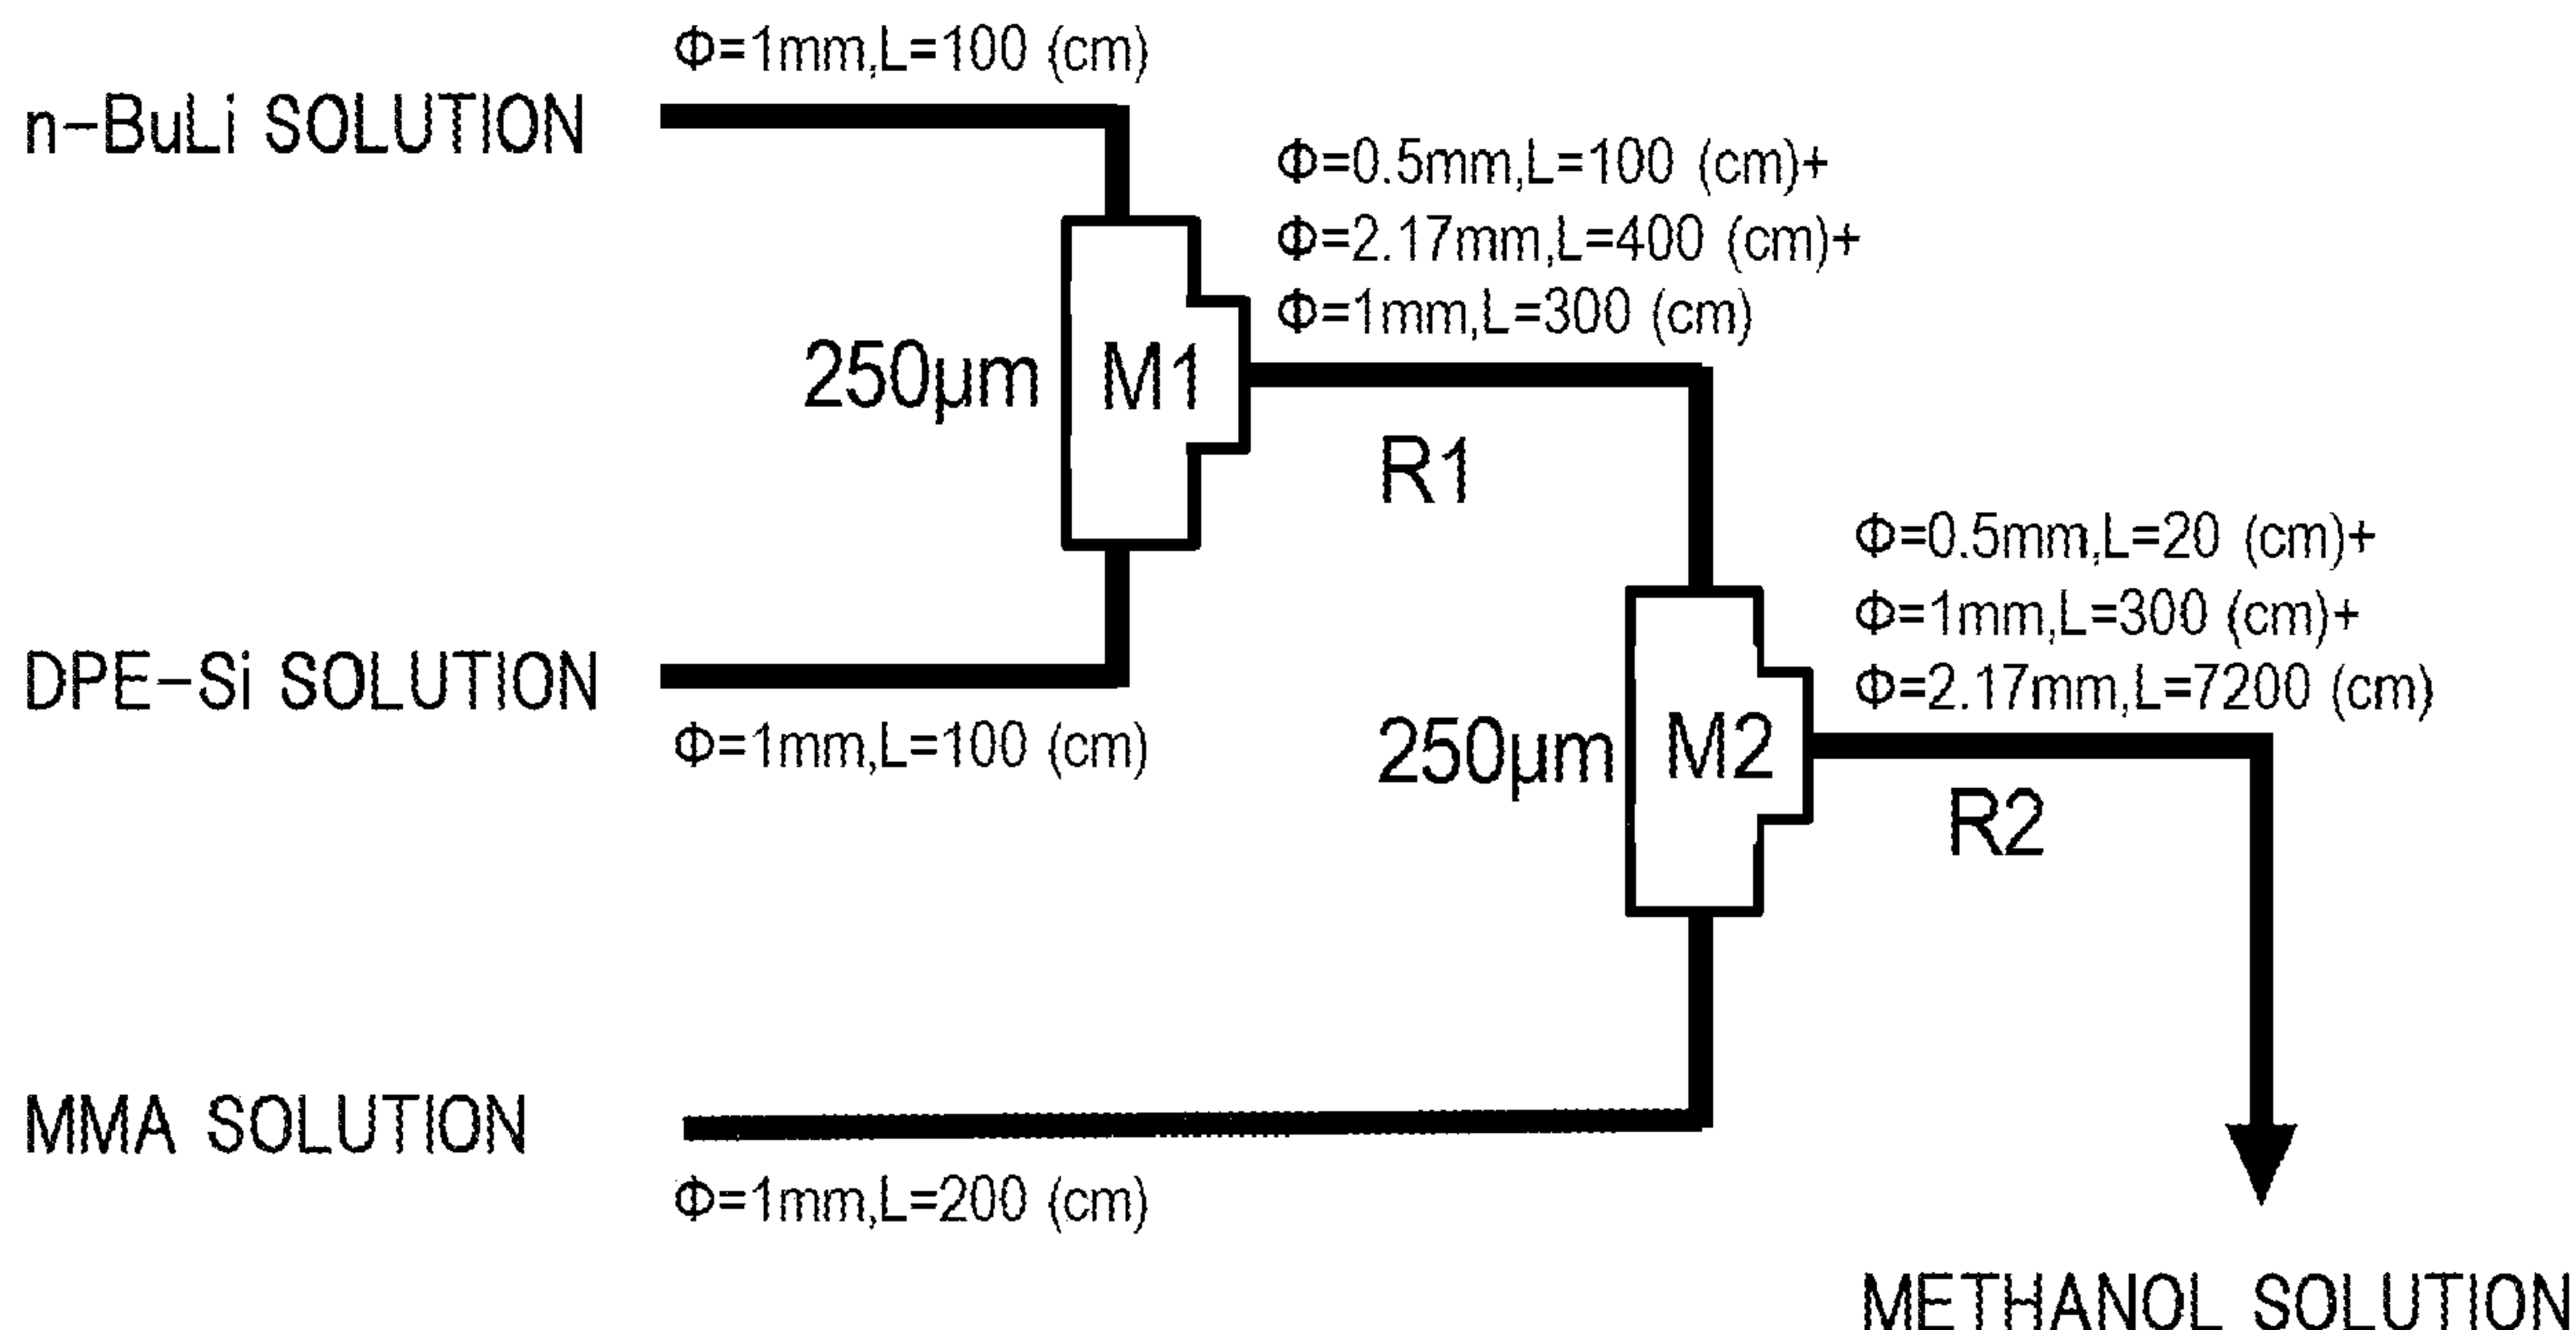 Φ=1mm,L=100 (cm)
n-BuLi SOLUTION
Φ=0.5mm,L=100 (cm)+
Φ=2.17mm,L=400 (cm)+
Φ=1mm,L=300 (cm)
250μm
M1
R1
DPE-Si SOLUTION
Φ=1mm,L=100 (cm)
Φ=0.5mm,L=20 (cm)+
Φ=1mm,L=300 (cm)+
Φ=2.17mm,L=7200 (cm)
250μm
M2
R2
MMA SOLUTION
Φ=1mm,L=200 (cm)
METHANOL SOLUTION